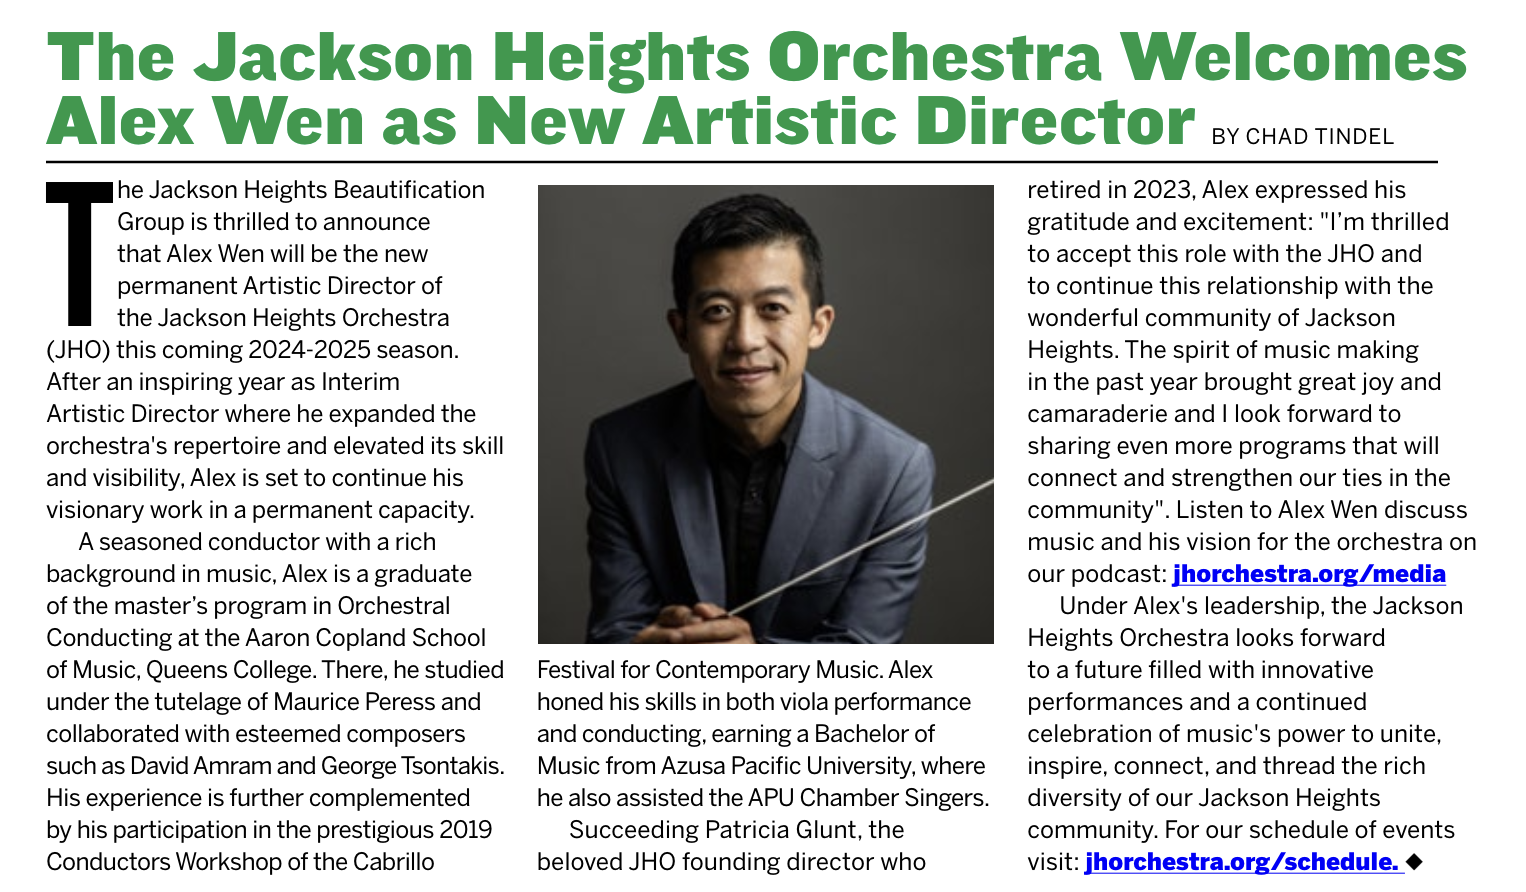 The Jackson Heights Orchestra Welcomes
Alex Wen as New Artistic Director BY CHAD TINDEL
The Jackson Heights Beautification
Group is thrilled to announce
that Alex Wen will be the new
permanent Artistic Director of
the Jackson Heights Orchestra
(JHO) this coming 2024-2025 season.
After an inspiring year as Interim
Artistic Director where he expanded the
orchestra's repertoire and elevated its skill
and visibility, Alex is set to continue his
visionary work in a permanent capacity.
A seasoned conductor with a rich
background in music, Alex is a graduate
of the master’s program in Orchestral
Conducting at the Aaron Copland School
of Music, Queens College. There, he studied
under the tutelage of Maurice Peress and
collaborated with esteemed composers
such as David Amram and George Tsontakis.
His experience is further complemented
by his participation in the prestigious 2019
Conductors Workshop of the Cabrillo
Festival for Contemporary Music. Alex
honed his skills in both viola performance
and conducting, earning a Bachelor of
Music from Azusa Pacific University, where
he also assisted the APU Chamber Singers.
Succeeding Patricia Glunt, the
beloved JHO founding director who
retired in 2023, Alex expressed his
gratitude and excitement: "I’m thrilled
to accept this role with the JHO and
to continue this relationship with the
wonderful community of Jackson
Heights. The spirit of music making
in the past year brought great joy and
camaraderie and I look forward to
sharing even more programs that will
connect and strengthen our ties in the
community". Listen to Alex Wen discuss
music and his vision for the orchestra on
our podcast: jhorchestra.org/media
Under Alex's leadership, the Jackson
Heights Orchestra looks forward
to a future filled with innovative
performances and a continued
celebration of music's power to unite,
inspire, connect, and thread the rich
diversity of our Jackson Heights
community. For our schedule of events
visit: jhorchestra.org/schedule. ◆